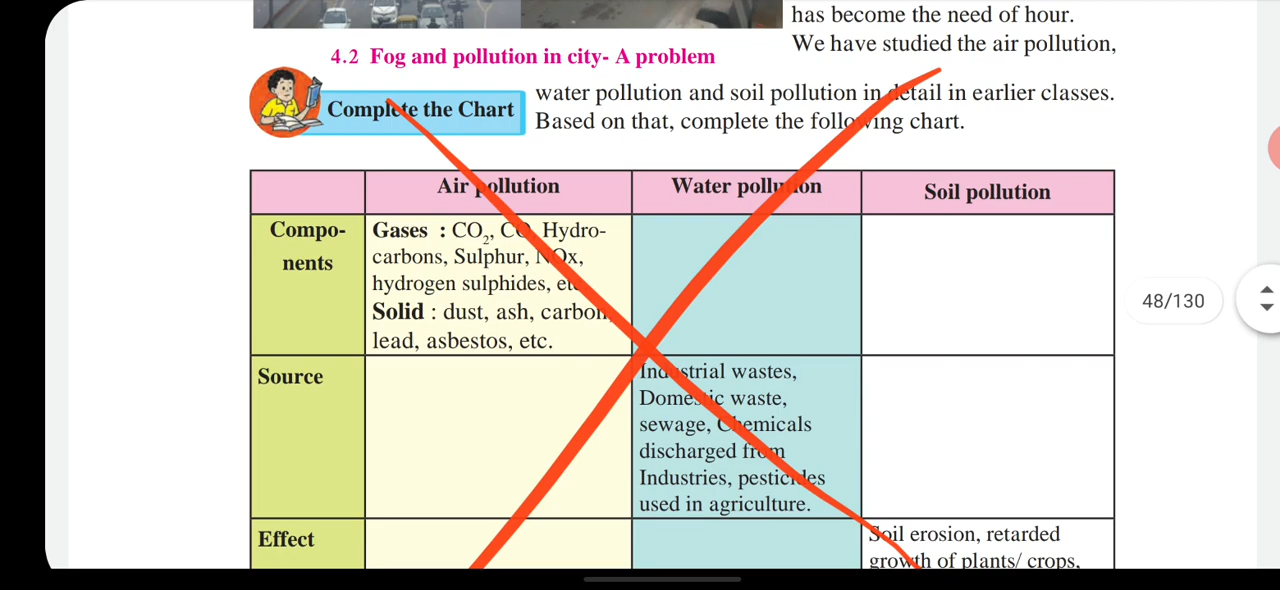 has become the need of hour.
We have studied the air pollution,
4.2 Fog and pollution in city- A problem
Complete the Chart
water pollution and soil pollution in detail in earlier classes.
Based on that, complete the following chart.
Air pollution
Water pollution
Soil pollution
Compo-
nents
Gases : CO2, CO, Hydro-
carbons, Sulphur, NOx,
hydrogen sulphides, etc.
Solid : dust, ash, carbon,
lead, asbestos, etc.
Source
Industrial wastes,
Domestic waste,
sewage, Chemicals
discharged from
Industries, pesticides
used in agriculture.
Effect
Soil erosion, retarded
growth of plants/ crops,
48/130